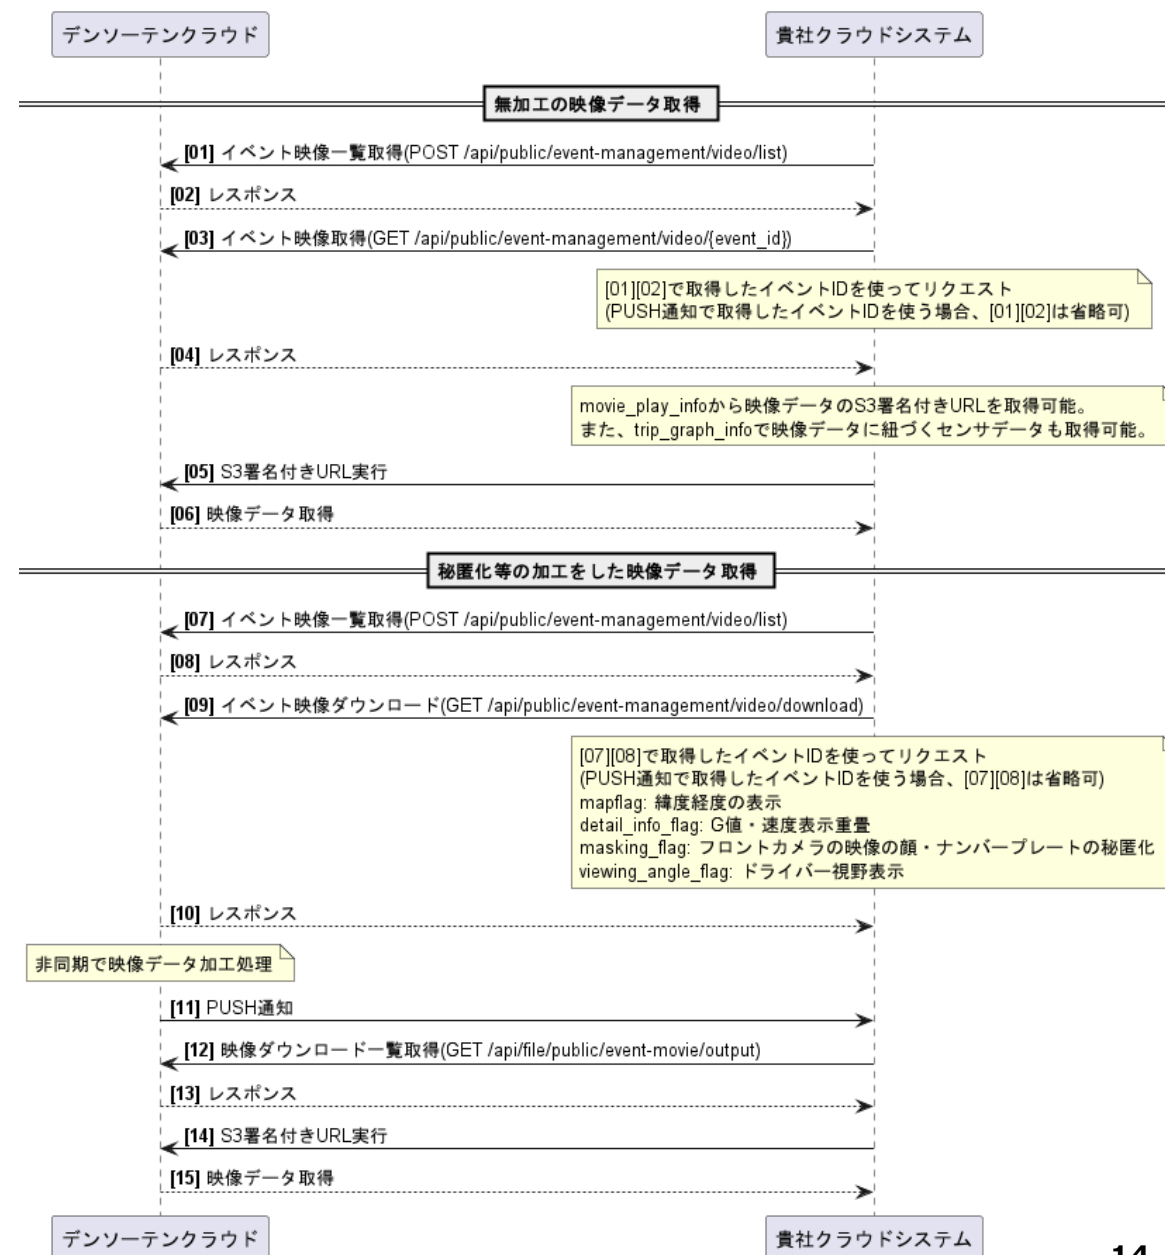 デンソーテンクラウド
貴社クラウドシステム
無加工の映像データ取得
[01] イベント映像一覧取得(POST /api/public/event-management/video/list)
[02] レスポンス
[03] イベント映像取得(GET /api/public/event-management/video/{event_id})
[01][02]で取得したイベントIDを使ってリクエスト
(PUSH通知で取得したイベントIDを使う場合、[01][02]は省略可)
[04] レスポンス
movie_play_infoから映像データのS3署名付きURLを取得可能。
また、trip_graph_infoで映像データに紐づくセンサデータも取得可能。
[05] S3署名付きURL実行
[06] 映像データ取得
秘匿化等の加工をした映像データ取得
[07] イベント映像一覧取得(POST /api/public/event-management/video/list)
[08] レスポンス
[09] イベント映像ダウンロード(GET /api/public/event-management/video/download)
[07][08]で取得したイベントIDを使ってリクエスト
(PUSH通知で取得したイベントIDを使う場合、[07][08]は省略可)
mapflag: 緯度経度の表示
detail_info_flag: G値・速度表示重畳
masking_flag: フロントカメラの映像の顔・ナンバープレートの秘匿化
viewing_angle_flag: ドライバー視野表示
[10] レスポンス
非同期で映像データ加工処理
[11] PUSH通知
[12] 映像ダウンロード一覧取得(GET /api/file/public/event-movie/output)
[13] レスポンス
[14] S3署名付きURL実行
[15] 映像データ取得
デンソーテンクラウド
貴社クラウドシステム
14